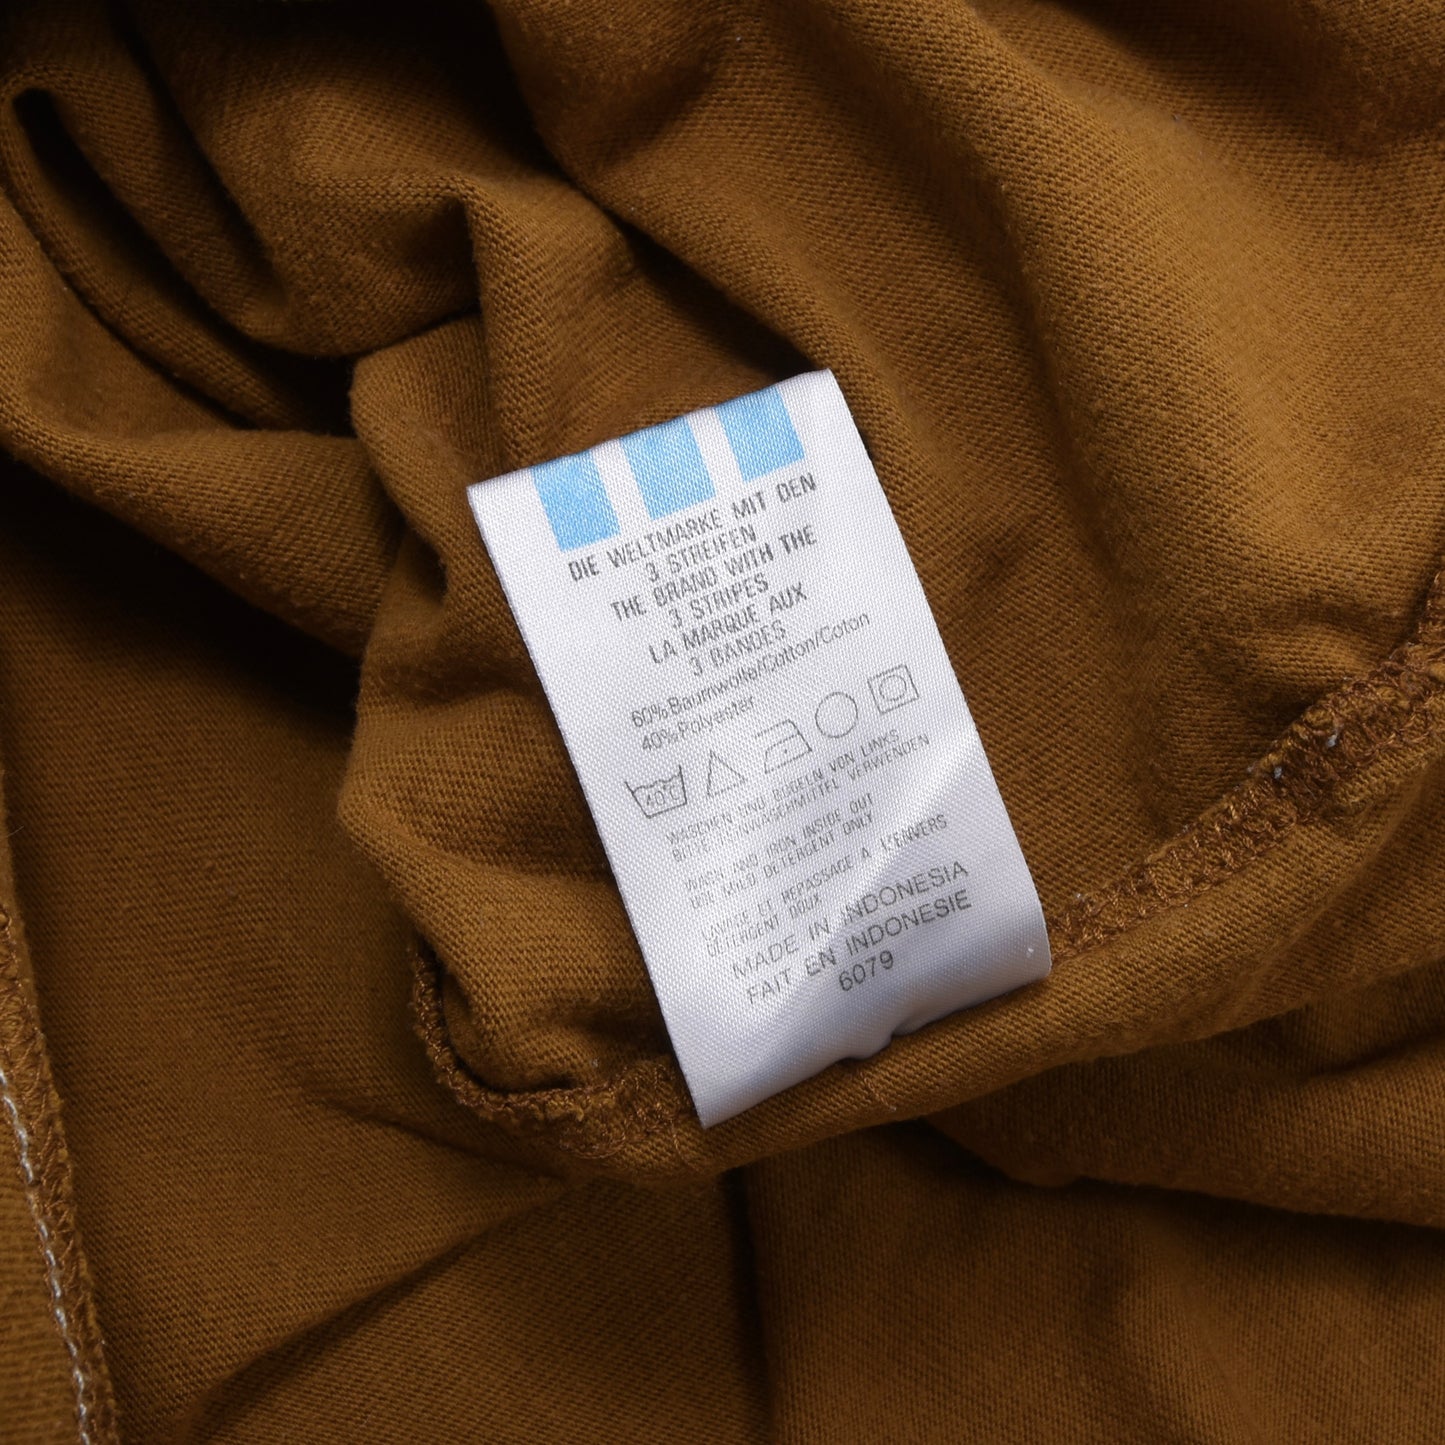 DIE WELTMARKE MIT DEN
3 STREIFEN
THE BRAND WITH THE
3 STRIPES
LA MARQUE AUX
3 BANDES
60% Baumwolle/Cotton/Coton
40% Polyester
40°C
WASCHEN UND BÜGELN VON LINKS
BITTE FEINWASCHMITTEL VERWENDEN
WASH AND IRON INSIDE OUT
USE MILD DETERGENT ONLY
LAVAGE ET REPASSAGE A L'ENVERS
DETERGENT DOUX
MADE IN INDONESIA
FAIT EN INDONESIE
6079